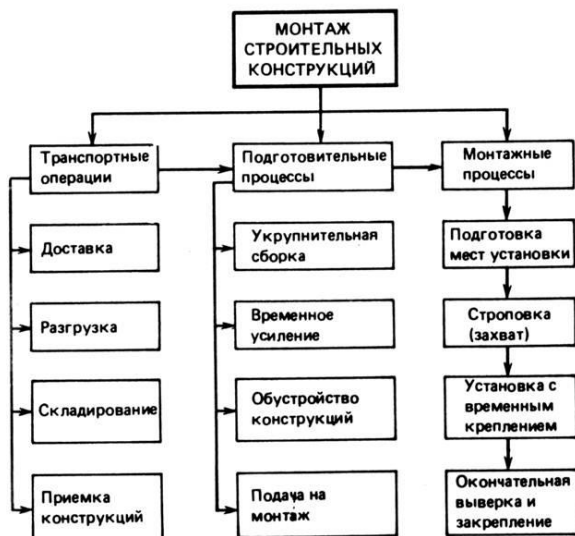 МОНТАЖ
СТРОИТЕЛЬНЫХ
КОНСТРУКЦИЙ
Транспортные
операции
Подготовительные
процессы
Монтажные
процессы
Доставка
Укрупнительная
сборка
Подготовка
мест установки
Разгрузка
Временное
усиление
Строповка
(захват)
Складирование
Обустройство
конструкций
Установка с
временным
креплением
Приемка
конструкций
Подача на
монтаж
Окончательная
выверка и
закрепление